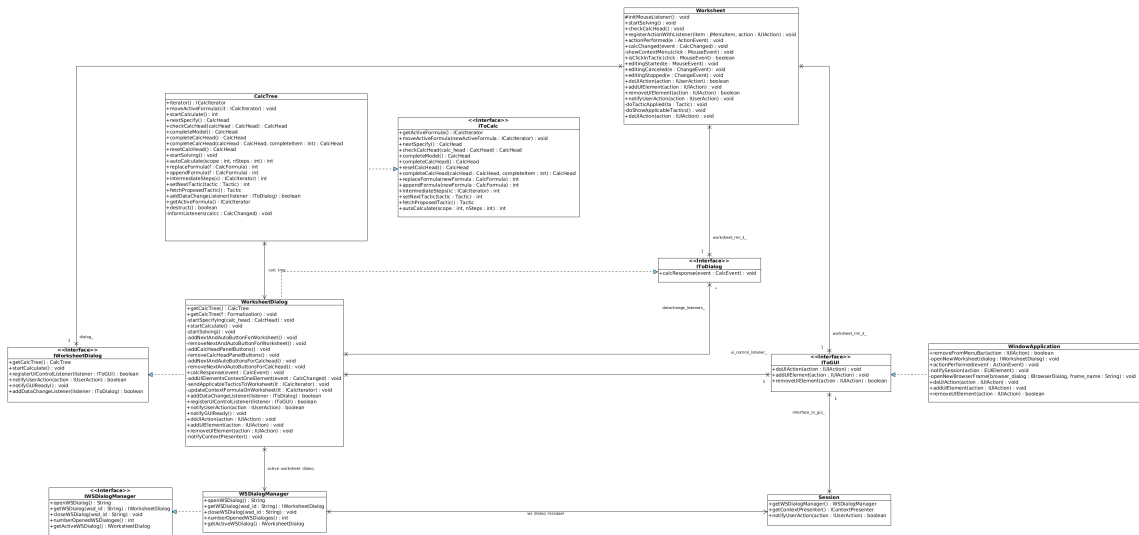 Worksheet
#initMouseListener() : void
+startSolving() : void
+checkCalcHead() : void
+registerActionWithListener(item : JMenuItem, action : IUIAction) : void
+actionPerformed(e : ActionEvent) : void
+calcChanged(event : CalcChanged) : void
-showContextMenu(click : MouseEvent) : void
+isClickInTactic(click : MouseEvent) : boolean
+editingStarted(e : MouseEvent) : void
+editingCanceled(e : ChangeEvent) : void
+editingStopped(e : ChangeEvent) : void
+doUIAction(action : IUserAction) : boolean
+addUIElement(action : IUIAction) : void
+removeUIElement(action : IUIAction) : void
+notifyUserAction(action : IUserAction) : void
-doTacticApplied(ta : Tactic) : void
-doShowApplicableTactics() : void
+doUIAction(action : IUIAction) : void
CalcTree
+iterator() : ICalcIterator
+moveActiveFormula(it : ICalcIterator) : void
+startCalculate() : int
+nextSpecify() : CalcHead
+checkCalcHead(calcHead : CalcHead) : CalcHead
+completeModel() : CalcHead
+completeCalcHead() : CalcHead
+completeCalcHead(calcHead : CalcHead, completeItem : int) : CalcHead
+resetCalcHead() : CalcHead
+startSolving() : void
+autoCalculate(scope : int, nSteps : int) : int
+replaceFormula(f : CalcFormula) : int
+appendFormula(f : CalcFormula) : int
+intermediateSteps(ci : ICalcIterator) : int
+setNextTactic(tactic : Tactic) : int
+fetchProposedTactic() : Tactic
+addDataChangeListener(listener : IToDialog) : boolean
+getActiveFormula() : ICalcIterator
+destruct() : boolean
-informListeners(calcc : CalcChanged) : void
<<Interface>>
IToCalc
+getActiveFormula() : ICalcIterator
+moveActiveFormula(newActiveFormula : ICalcIterator) : void
+nextSpecify() : CalcHead
+checkCalcHead(calc_head : CalcHead) : CalcHead
+completeModel() : CalcHead
+completeCalcHead() : CalcHead
+resetCalcHead() : CalcHead
+completeCalcHead(calcHead : CalcHead, completeItem : int) : CalcHead
+replaceFormula(newFormula : CalcFormula) : int
+appendFormula(newFormula : CalcFormula) : int
+intermediateSteps(ic : ICalcIterator) : int
+setNextTactic(tactic : Tactic) : int
+fetchProposedTactic() : Tactic
+autoCalculate(scope : int, nSteps : int) : int
worksheet_rlm_1_
1
<<Interface>>
IToDialog
+calcResponse(event : CalcEvent) : void
calc tree
*
datachange_listeners_
WorksheetDialog
+getCalcTree() : CalcTree
+getCalcTree(f : Formalization) : void
-startSpecifying(calc_head : CalcHead) : void
+startCalculate() : void
-startSolving() : void
-addNextAndAutoButtonForWorksheet() : void
-removeNextAndAutoButtonForWorksheet() : void
-addCalcHeadPanelButtons() : void
-removeCalcHeadPanelButtons() : void
-addNextAndAutoButtonsForCalchead() : void
-removeNextAndAutoButtonsForCalcHead() : void
+calcResponse(event : CalcEvent) : void
-addUIElementsContextOneElement(event : CalcChanged) : void
-sendApplicableTacticsToWorksheet(it : ICalcIterator) : void
-updateContextFormulaOnWorksheet(it : ICalcIterator) : void
+addDataChangeListener(listener : IToDialog) : boolean
+registerUIControlListener(listener : IToGUI) : boolean
+notifyUserAction(action : IUserAction) : boolean
+notifyGUIReady() : void
+doUIAction(action : IUIAction) : void
+addUIElement(action : IUIAction) : void
+removeUIElement(action : IUIAction) : void
-notifyContextPresenter() : void
dialog_
1
<<Interface>>
IWorksheetDialog
+getCalcTree() : CalcTree
+startCalculate() : void
+registerUIControlListener(listener : IToGUI) : boolean
+notifyUserAction(action : IUserAction) : boolean
+notifyGUIReady() : void
+addDataChangeListener(listener : IToDialog) : boolean
worksheet_rlm_2_
1
ui_control_listener_
1
<<Interface>>
IToGUI
+doUIAction(action : IUIAction) : void
+addUIElement(action : IUIAction) : void
+removeUIElement(action : IUIAction) : boolean
WindowApplication
+removeFromMenuBar(action : IUIAction) : boolean
-openNewWorksheet(dialog : IWorksheetDialog) : void
+actionPerformed(event : ActionEvent) : void
-notifySession(action : EUIElement) : void
-openNewBrowserFrame(browser_dialog : IBrowserDialog, frame_name : String) : void
+doUIAction(action : IUIAction) : void
+addUIElement(action : IUIAction) : void
+removeUIElement(action : IUIAction) : boolean
1
interface_to_gui_
active worksheet dialog
<<Interface>>
IWSDialogManager
+openWSDialog() : String
+getWSDialog(wsd_id : String) : IWorksheetDialog
+closeWSDialog(wsd_id : String) : void
+numberOpenedWSDialoges() : int
+getActiveWSDialog() : IWorksheetDialog
WSDialogManager
+openWSDialog() : String
+getWSDialog(wsd_id : String) : IWorksheetDialog
+closeWSDialog(wsd_id : String) : void
+numberOpenedWSDialoges() : int
+getActiveWSDialog() : IWorksheetDialog
ws dialog manager
Session
+getWSDialogManager() : WSDialogManager
+getContextPresenter() : IContextPresenter
+notifyUserAction(action : IUserAction) : boolean